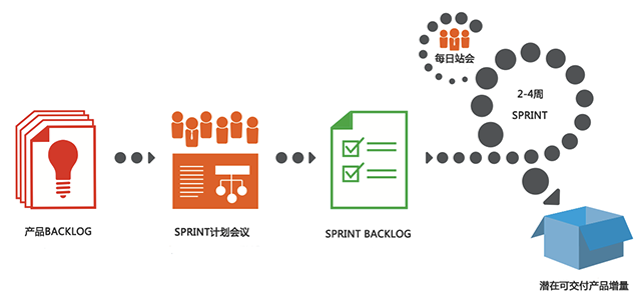 每日站会
2-4周
SPRINT
产品BACKLOG
SPRINT计划会议
SPRINT BACKLOG
潜在可交付产品增量